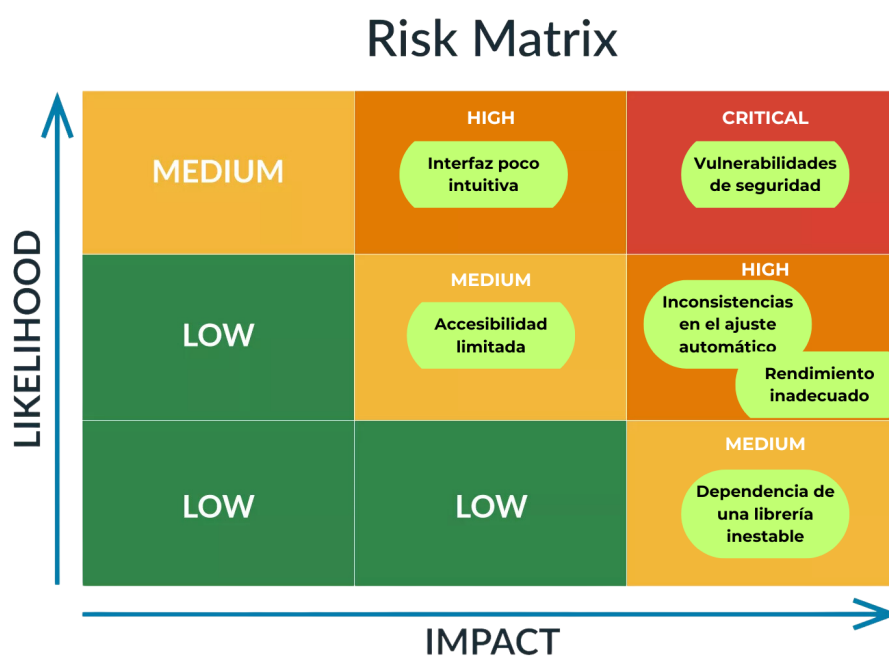 Risk Matrix
LIKELIHOOD
MEDIUM
HIGH
Interfaz poco
intuitiva
CRITICAL
Vulnerabilidades
de seguridad
LOW
MEDIUM
Accesibilidad
limitada
HIGH
Inconsistencias
en el ajuste
automático
Rendimiento
inadecuado
LOW
LOW
MEDIUM
Dependencia de
una librería
inestable
IMPACT